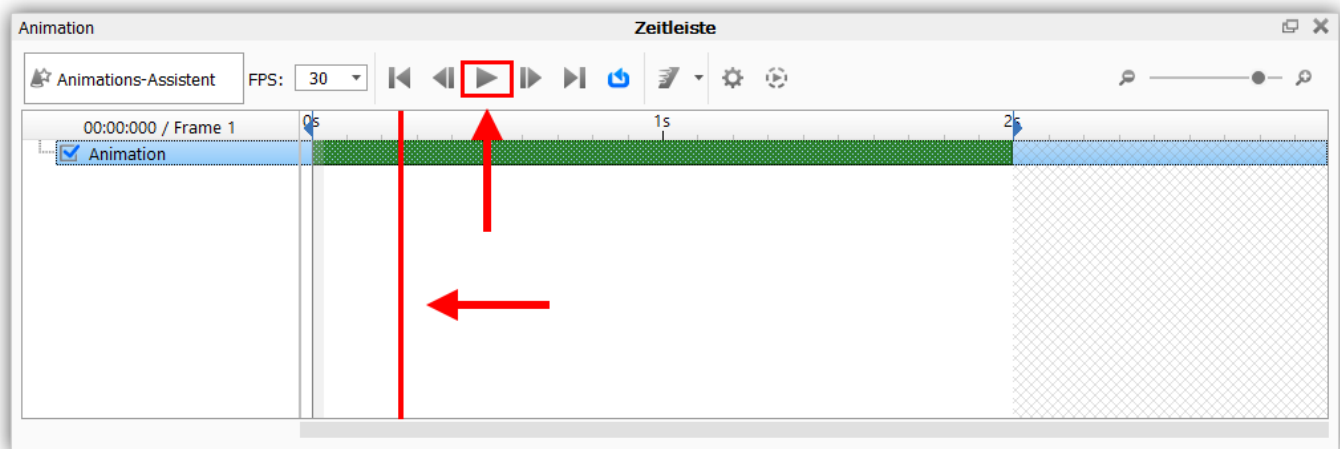 Animation
Zeitleiste
Animations-Assistent FPS: 30
00:00:000 / Frame 1 0s 1s 2s
Animation